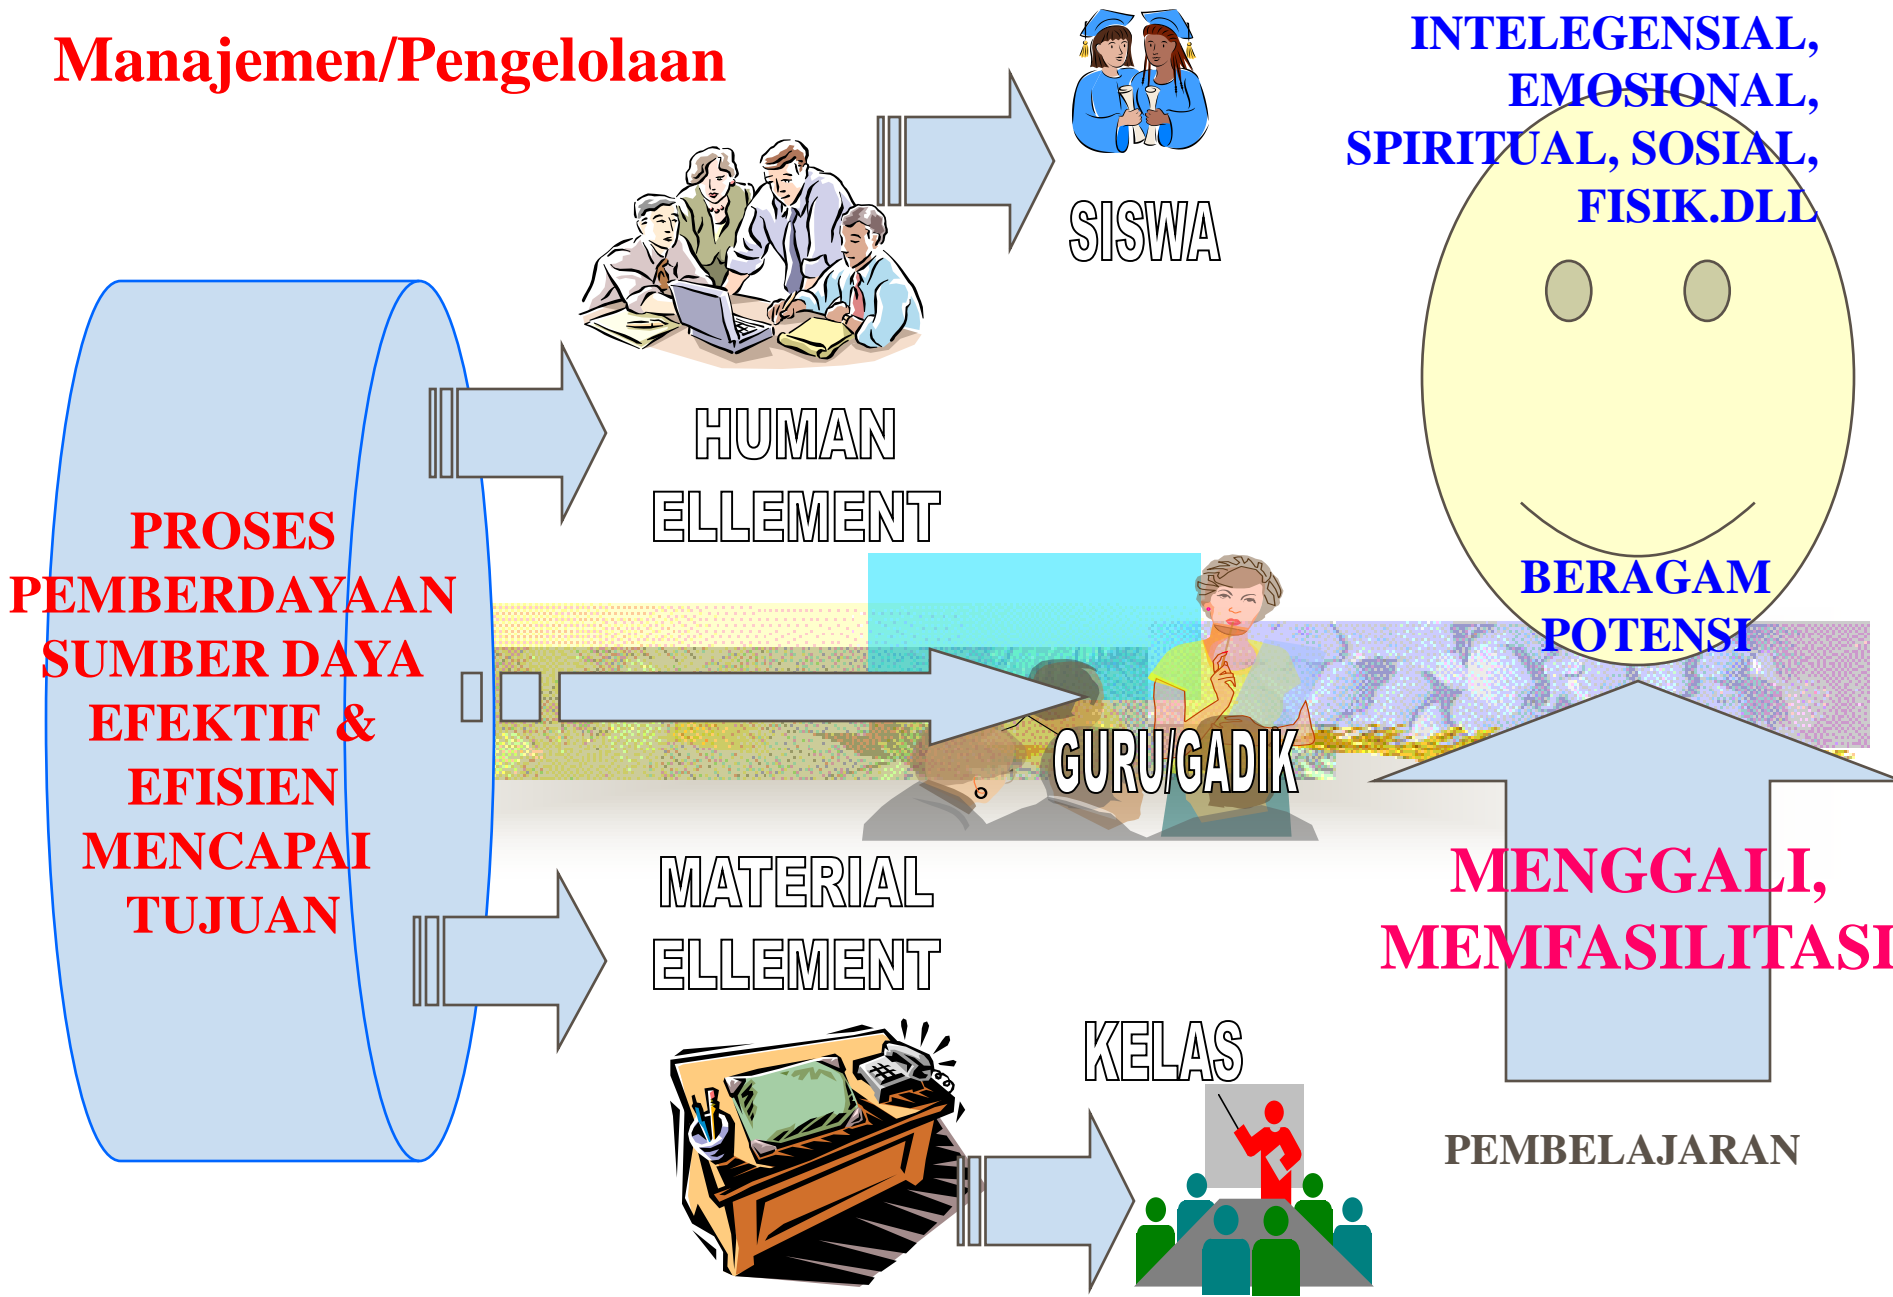 Manajemen/Pengelolaan
PROSES
PEMBERDAYAAN
SUMBER DAYA
EFEKTIF &
EFISIEN
MENCAPAI
TUJUAN
HUMAN
ELLEMENT
SISWA
GURU/GADIK
MATERIAL
ELLEMENT
KELAS
INTELEGENSIAL,
EMOSIONAL,
SPIRITUAL, SOSIAL,
FISIK.DLL
BERAGAM
POTENSI
MENGGALI,
MEMFASILITASI
PEMBELAJARAN